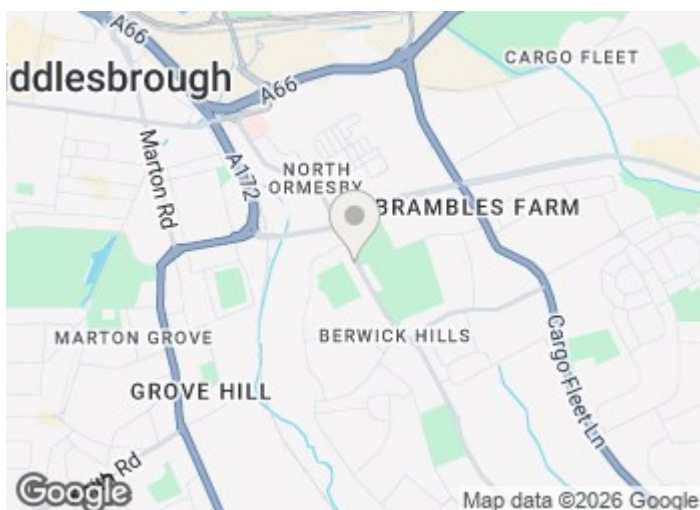 A66
CARGO FLEET
iddlesbrough
A66
Marton Rd
A172
NORTH
ORMESBY
BRAMBLES FARM
MARTON GROVE
BERWICK HILLS
GROVE HILL
Cargo Fleet Ln
Rd
Google
Map data ©2026 Google